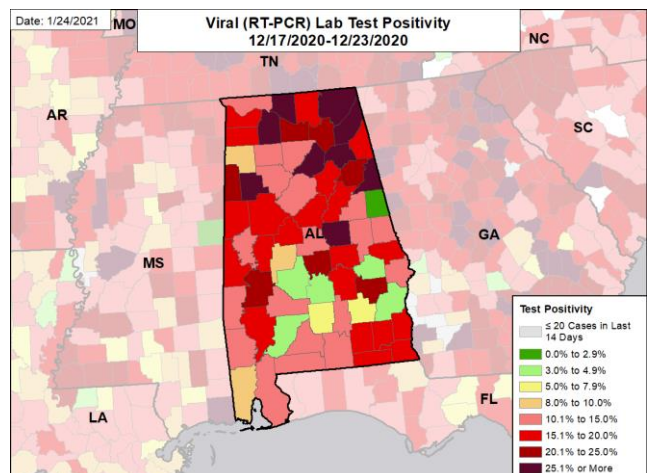 Date: 1/24/2021
Viral (RT-PCR) Lab Test Positivity
12/17/2020-12/23/2020
MO
NC
TN
AR
SC
AL
MS
GA
LA
FL
Test Positivity
≤ 20 Cases in Last
14 Days
0.0% to 2.9%
3.0% to 4.9%
5.0% to 7.9%
8.0% to 10.0%
10.1% to 15.0%
15.1% to 20.0%
20.1% to 25.0%
25.1% or More